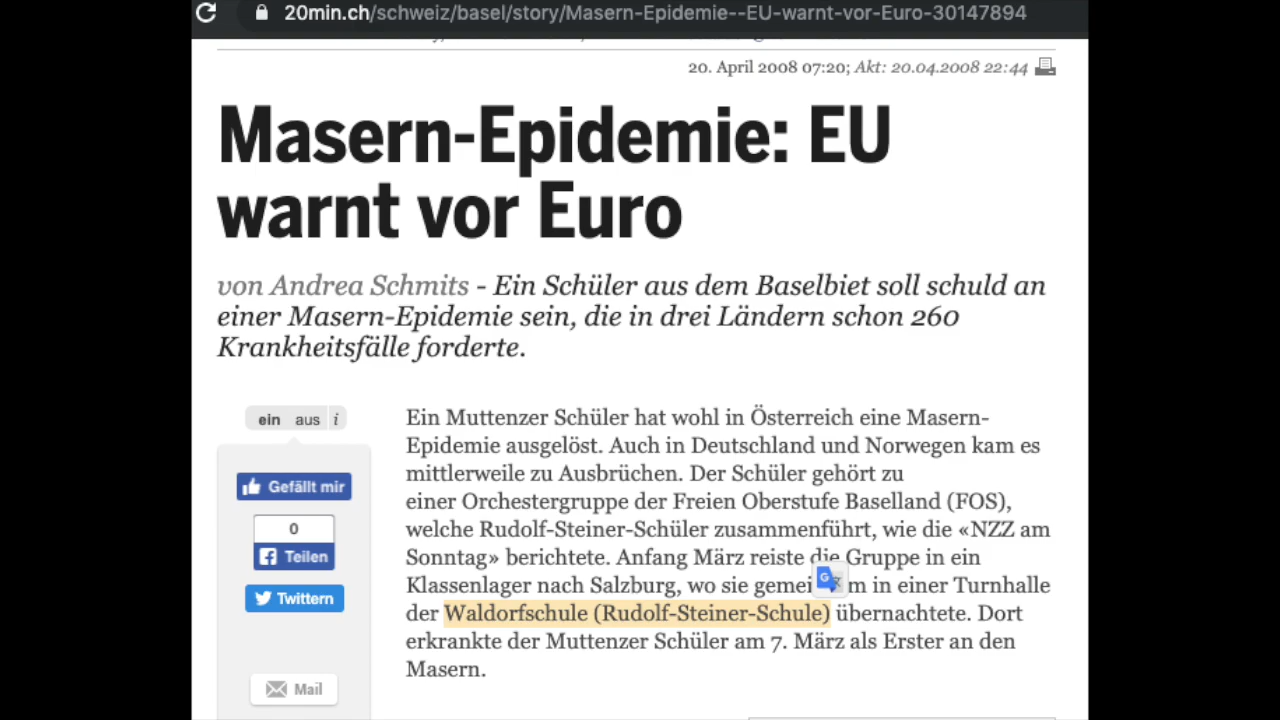 20min.ch/schweiz/basel/story/Masern-Epidemie--EU-warnt-vor-Euro-30147894
20. April 2008 07:20; Akt: 20.04.2008 22:44
Masern-Epidemie: EU
warnt vor Euro
von Andrea Schmits - Ein Schüler aus dem Baselbiet soll schuld an
einer Masern-Epidemie sein, die in drei Ländern schon 260
Krankheitsfälle forderte.
ein aus i
Gefällt mir
0
Teilen
Twittern
Mail
Ein Muttenzer Schüler hat wohl in Österreich eine Masern-
Epidemie ausgelöst. Auch in Deutschland und Norwegen kam es
mittlerweile zu Ausbrüchen. Der Schüler gehört zu
einer Orchestergruppe der Freien Oberstufe Baselland (FOS),
welche Rudolf-Steiner-Schüler zusammenführt, wie die «NZZ am
Sonntag» berichtete. Anfang März reiste die Gruppe in ein
Klassenlager nach Salzburg, wo sie gemei m in einer Turnhalle
der Waldorfschule (Rudolf-Steiner-Schule) übernachtete. Dort
erkrankte der Muttenzer Schüler am 7. März als Erster an den
Masern.